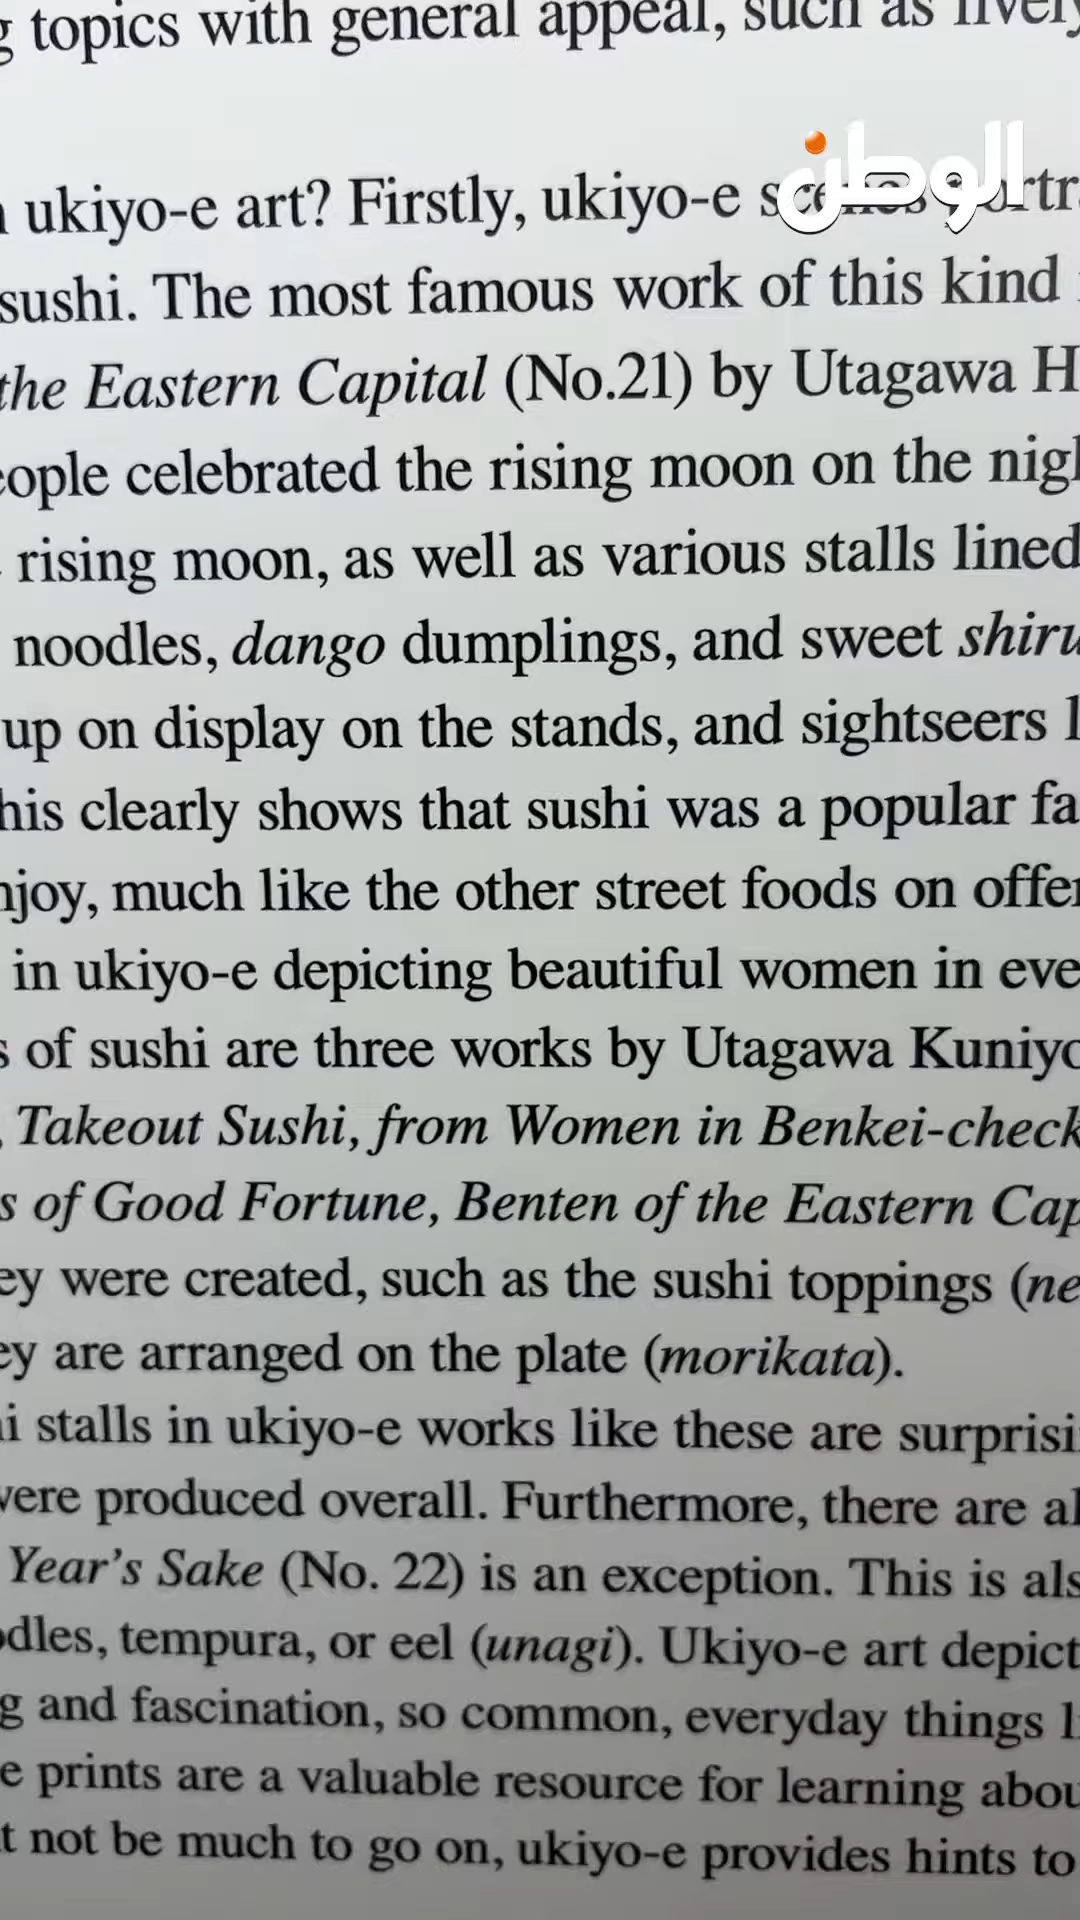 topics with general appeal, such as
الوطن
ukiyo-e art? Firstly, ukiyo-e
sushi. The most famous work of this kind
the Eastern Capital (No.21) by Utagawa H
celebrated the rising moon on the
rising moon, as well as various stalls lined
noodles, dango dumplings, and sweet shiru
up on display on the stands, and sightseers
his clearly shows that sushi was a popular fa
njoy, much like the other street foods on offer
in ukiyo-e depicting beautiful women in eve
s of sushi are three works by Utagawa Kuniyo
Takeout Sushi, from Women in Benkei-check
s of Good Fortune, Benten of the Eastern Cap
ey were created, such as the sushi toppings (ne
ey are arranged on the plate (morikata).
i stalls in ukiyo-e works like these are surprisi
were produced overall. Furthermore, there are al
Year's Sake (No. 22) is an exception. This is als
odles, tempura, or eel (unagi). Ukiyo-e art depict
g and fascination, so common, everyday things
e prints are a valuable resource for learning abou
t not be much to go on, ukiyo-e provides hints to